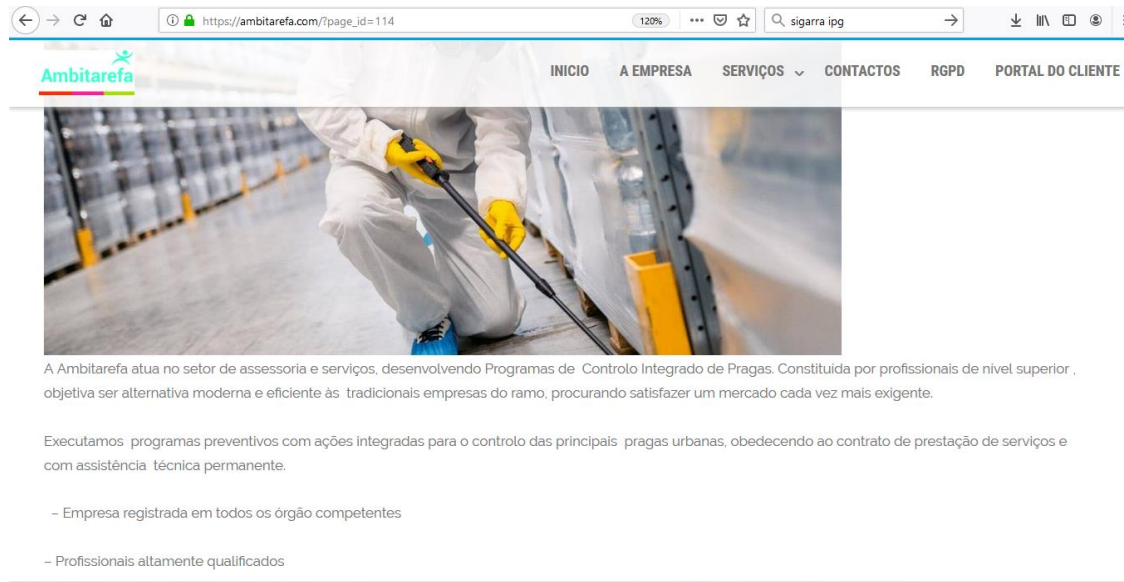 https://ambitarefa.com/?page_id=114
120%
sigarra ipg
Ambitarefa
INICIO A EMPRESA SERVIÇOS CONTACTOS RGPD PORTAL DO CLIENTE
A Ambitarefa atua no setor de assessoria e serviços, desenvolvendo Programas de Controlo Integrado de Pragas. Constituida por profissionais de nivel superior ,
objetiva ser alternativa moderna e eficiente às tradicionais empresas do ramo, procurando satisfazer um mercado cada vez mais exigente.
Executamos programas preventivos com ações integradas para o controlo das principais pragas urbanas, obedecendo ao contrato de prestação de serviços e
com assistência técnica permanente.
– Empresa registrada em todos os órgão competentes
– Profissionais altamente qualificados